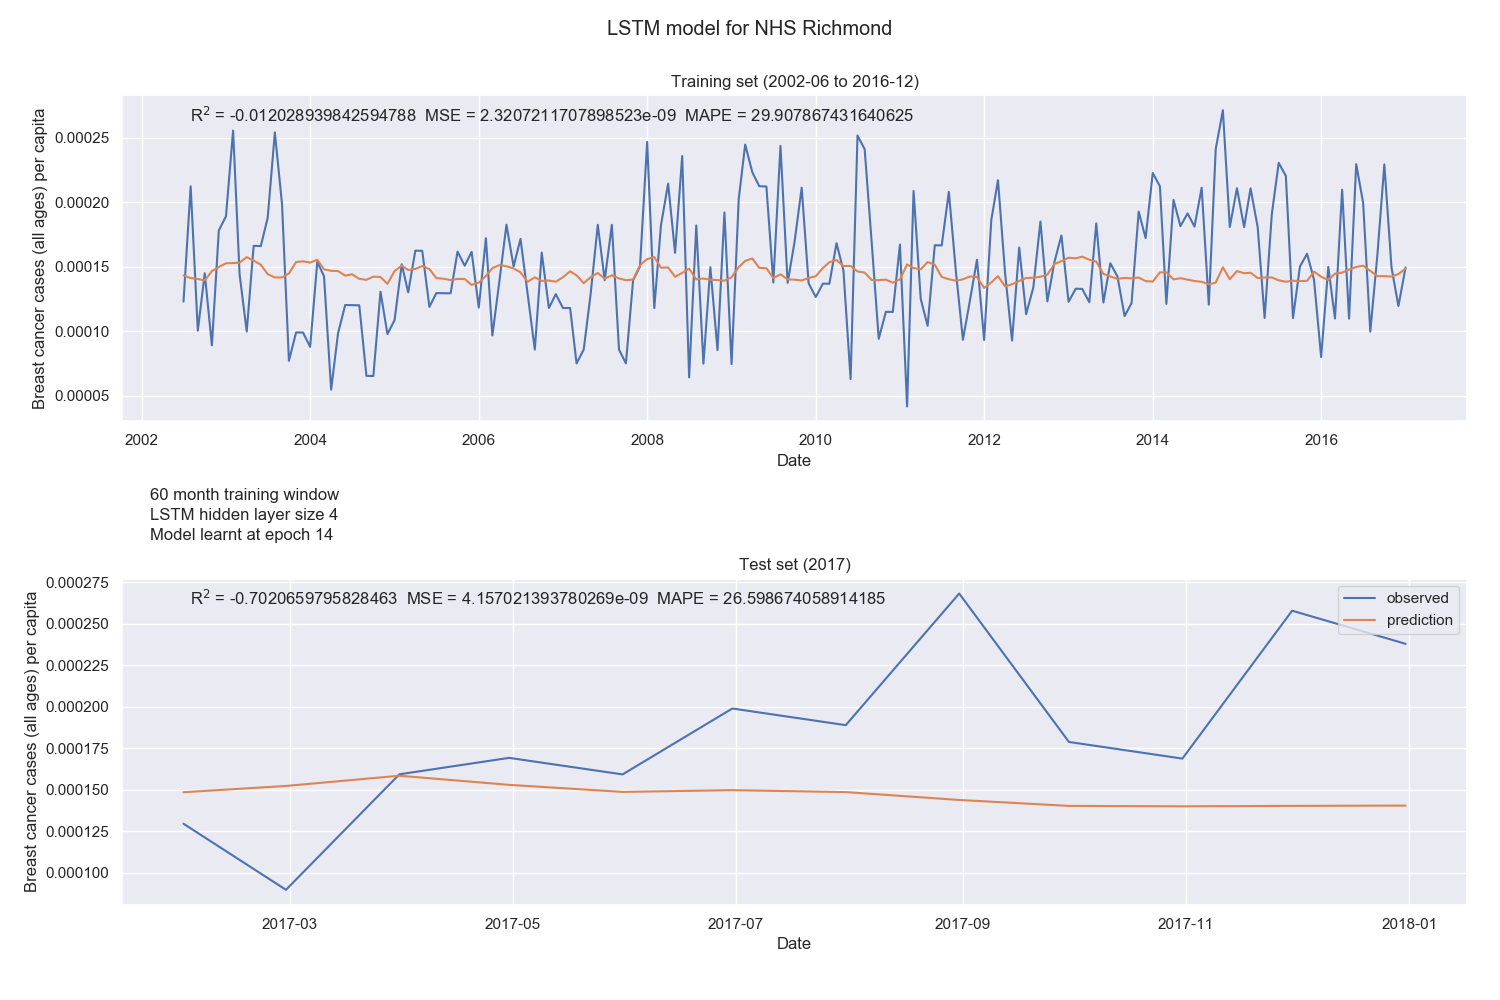 LSTM model for NHS Richmond
Training set (2002-06 to 2016-12)
R² = -0.012028939842594788 MSE = 2.3207211707898523e-09 MAPE = 29.907867431640625
Breast cancer cases (all ages) per capita
0.00025
0.00020
0.00015
0.00010
0.00005
2002 2004 2006 2008 2010 2012 2014 2016
Date
60 month training window
LSTM hidden layer size 4
Model learnt at epoch 14
Test set (2017)
R² = -0.7020659795828463 MSE = 4.157021393780269e-09 MAPE = 26.598674058914185
observed
prediction
Breast cancer cases (all ages) per capita
0.000275
0.000250
0.000225
0.000200
0.000175
0.000150
0.000125
0.000100
2017-03 2017-05 2017-07 2017-09 2017-11 2018-01
Date